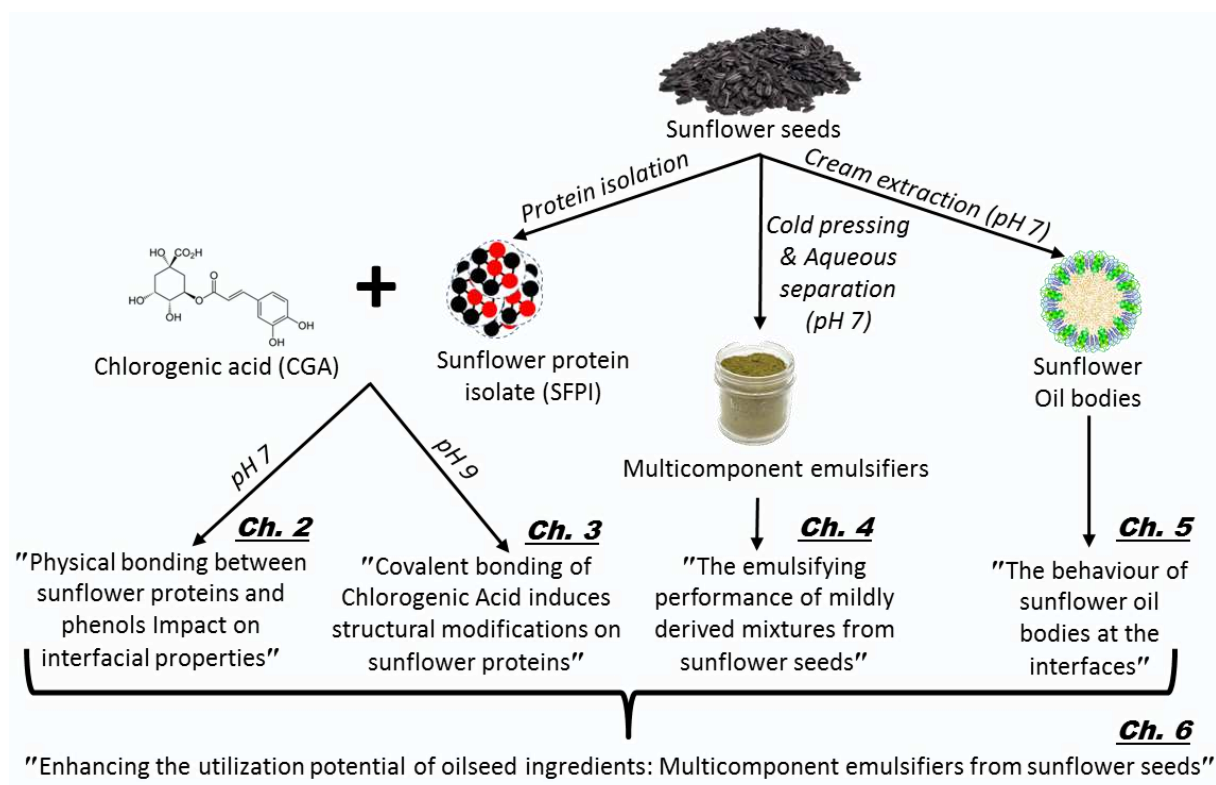 Sunflower seeds
Protein isolation
Cream extraction (pH 7)
Cold pressing
& Aqueous
separation
(pH 7)
HO
CO₂H
HO
OH
O
O
OH
OH
+
Chlorogenic acid (CGA)
Sunflower protein
isolate (SFPI)
Multicomponent emulsifiers
Sunflower
Oil bodies
pH 7
pH 9
Ch. 2
"Physical bonding between
sunflower proteins and
phenols Impact on
interfacial properties"
Ch. 3
"Covalent bonding of
Chlorogenic Acid induces
structural modifications on
sunflower proteins"
Ch. 4
"The emulsifying
performance of mildly
derived mixtures from
sunflower seeds"
Ch. 5
"The behaviour of
sunflower oil
bodies at the
interfaces"
Ch. 6
"Enhancing the utilization potential of oilseed ingredients: Multicomponent emulsifiers from sunflower seeds"